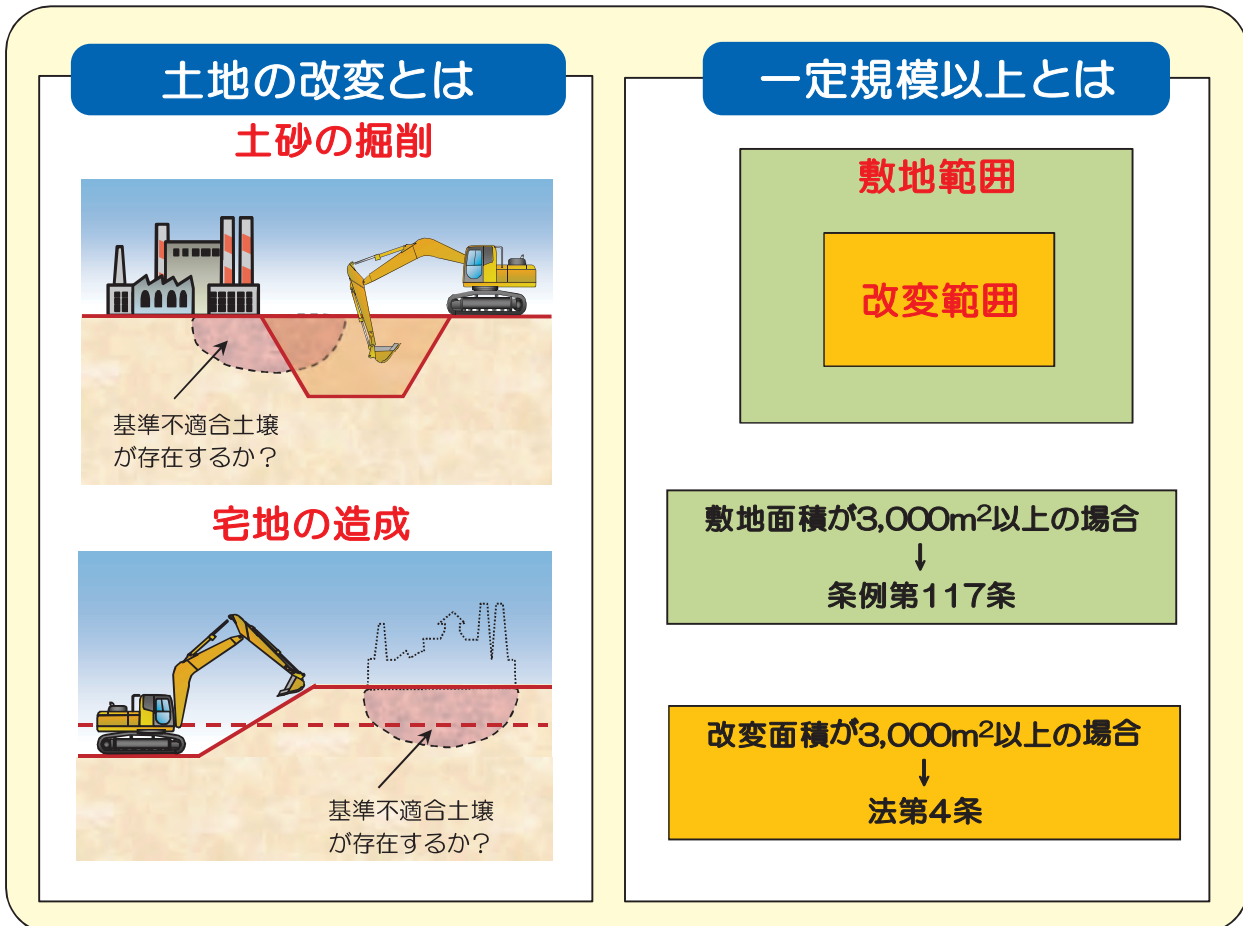 土地の改変とは
土砂の掘削
基準不適合土壌
が存在するか？
宅地の造成
基準不適合土壌
が存在するか？
一定規模以上とは
敷地範囲
改変範囲
敷地面積が3,000m²以上の場合
↓
条例第117条
改変面積が3,000m²以上の場合
↓
法第4条